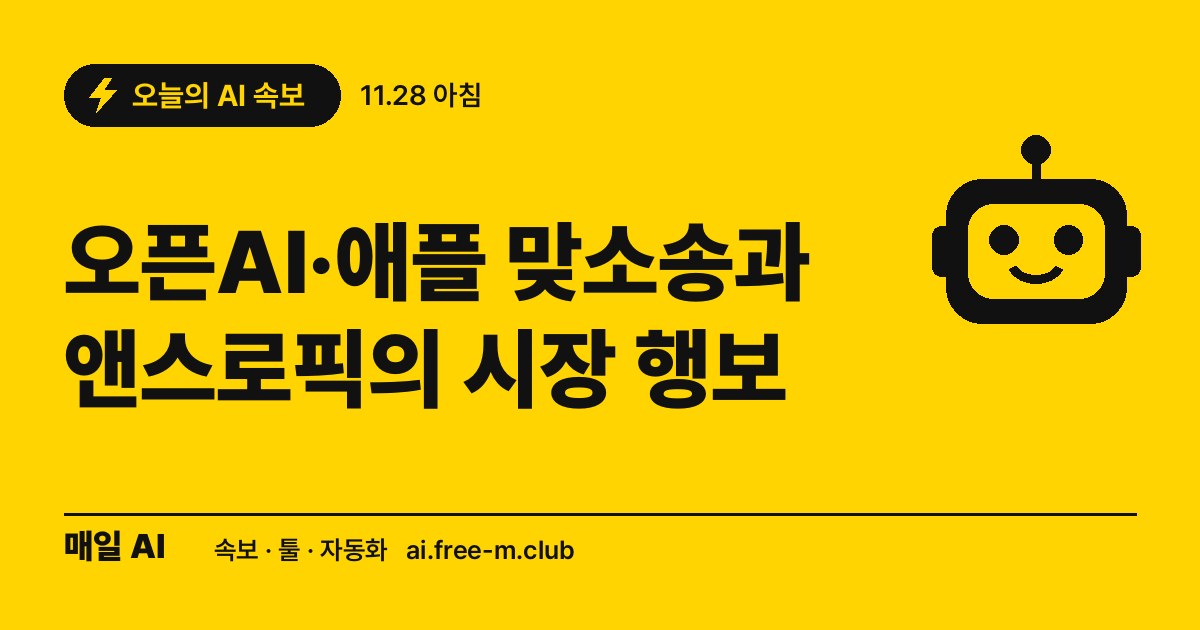 오늘의 AI 속보 11.28 아침
오픈AI·애플 맞소송과
앤스로픽의 시장 행보
매일 AI 속보 · 툴 · 자동화 ai.free-m.club